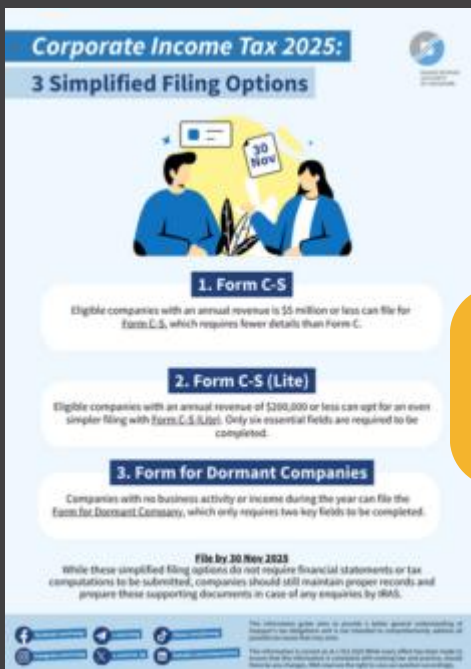 Corporate Income Tax 2025:
3 Simplified Filing Options
INLAND REVENUE
AUTHORITY
OF SINGAPORE
30
Nov
1. Form C-S
Eligible companies with an annual revenue is $5 million or less can file for
Form C-S, which requires fewer details than Form C.
2. Form C-S (Lite)
Eligible companies with an annual revenue of $200,000 or less can opt for an even
simpler filing with Form C-S (Lite). Only six essential fields are required to be
completed.
3. Form for Dormant Companies
Companies with no business activity or income during the year can file the
Form for Dormant Company, which only requires two key fields to be completed.
File by 30 Nov 2025
While these simplified filing options do not require financial statements or tax
computations to be submitted, companies should still maintain proper records and
prepare these supporting documents in case of any enquiries by IRAS.